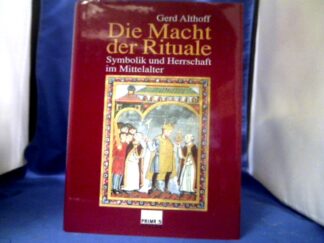 Gerd Althoff
Die Macht
der Rituale
Symbolik und Herrschaft
im Mittelalter
PRIMUS